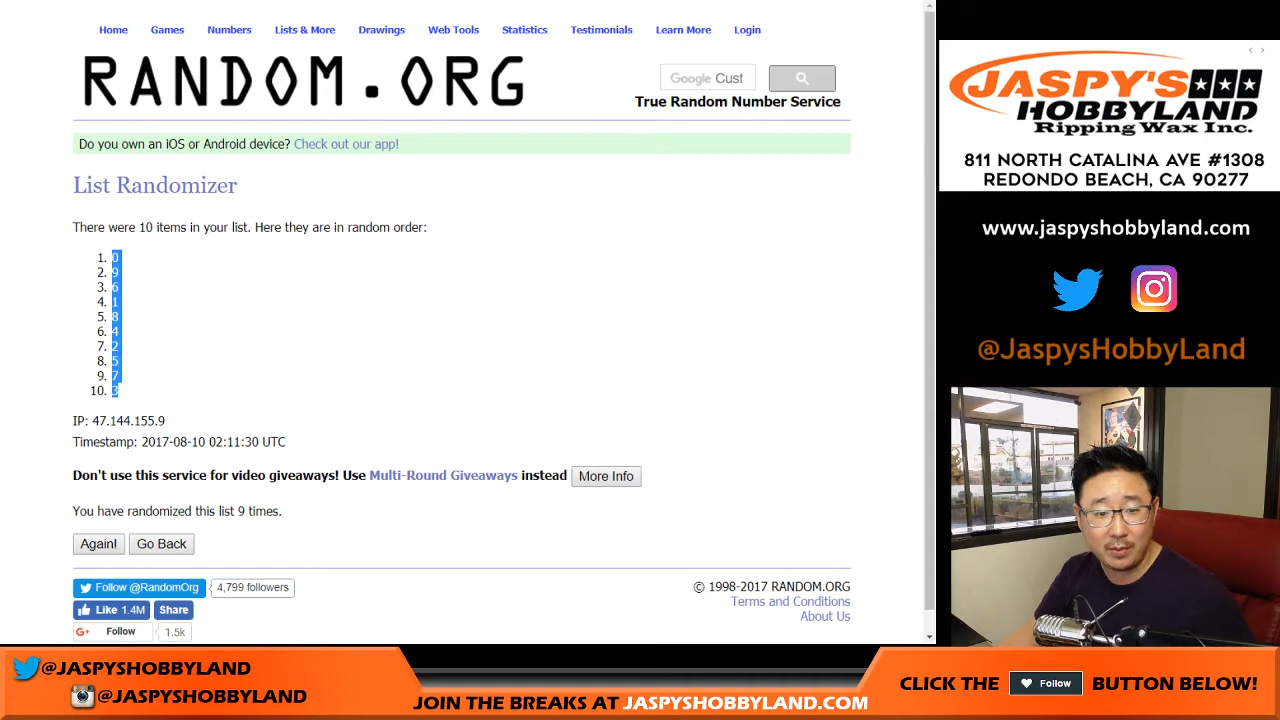 Home Games Numbers Lists & More Drawings Web Tools Statistics Testimonials Learn More Login
RANDOM.ORG
Google Cust
True Random Number Service
Do you own an iOS or Android device? Check out our app!
List Randomizer
There were 10 items in your list. Here they are in random order:
1. 0
2. 9
3. 6
4. 1
5. 8
6. 4
7. 2
8. 5
9. 7
10. 3
IP: 47.144.155.9
Timestamp: 2017-08-10 02:11:30 UTC
Don't use this service for video giveaways! Use Multi-Round Giveaways instead More Info
You have randomized this list 9 times.
Again! Go Back
Follow @RandomOrg 4,799 followers
Like 1.4M Share
G+ Follow 1.5k
© 1998-2017 RANDOM.ORG
Terms and Conditions
About Us
JASPY'S
HOBBYLAND
Ripping Wax Inc.
811 NORTH CATALINA AVE #1308
REDONDO BEACH, CA 90277
www.jaspyshobbyland.com
@JaspysHobbyLand
@JASPYSHOBBYLAND
@JASPYSHOBBYLAND
JOIN THE BREAKS AT JASPYSHOBBYLAND.COM
CLICK THE Follow BUTTON BELOW!